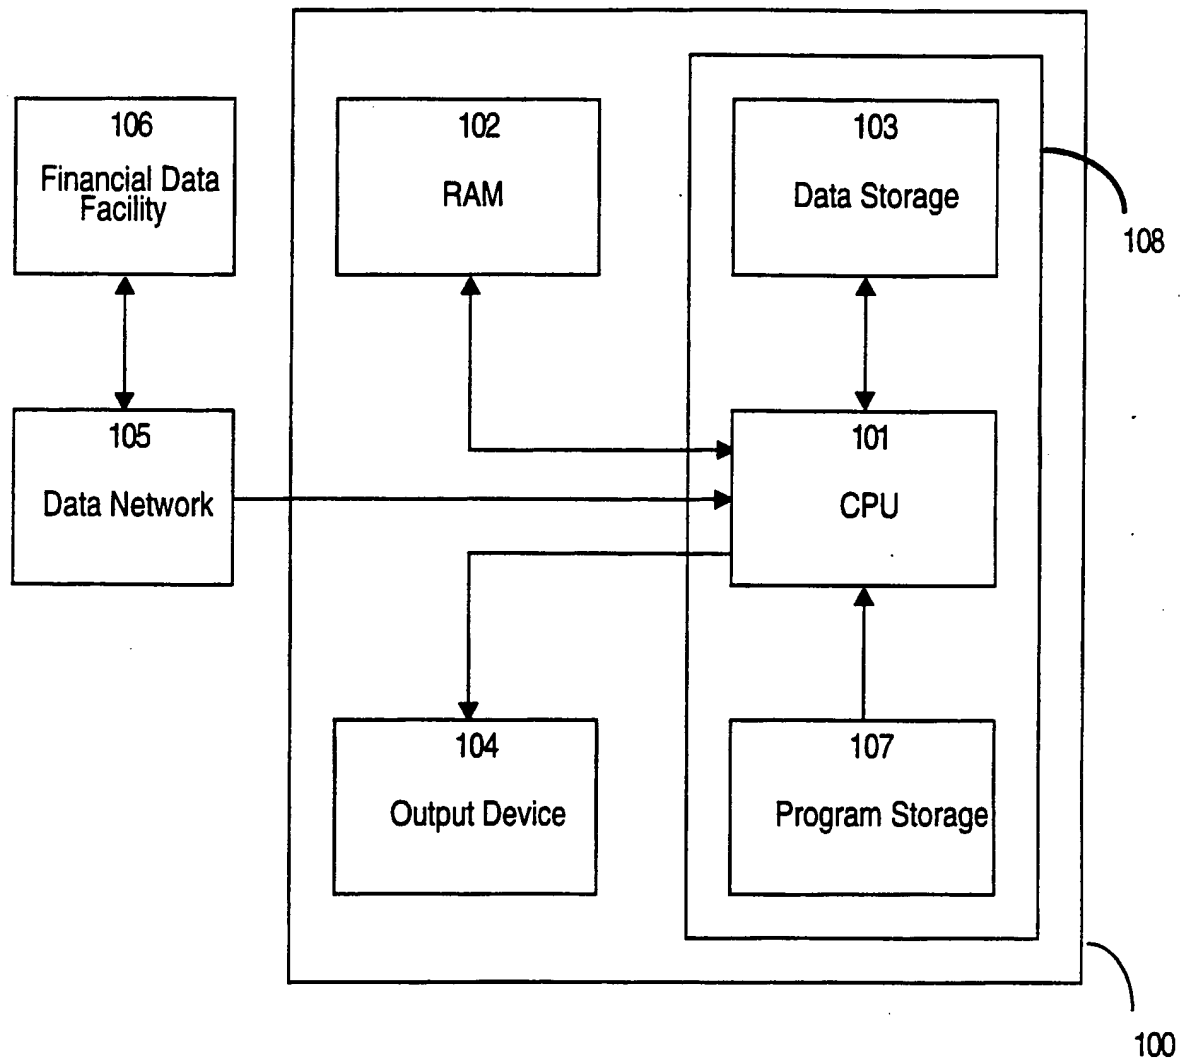 106
Financial Data
Facility
102
RAM
103
Data Storage
108
105
Data Network
101
CPU
104
Output Device
107
Program Storage
100